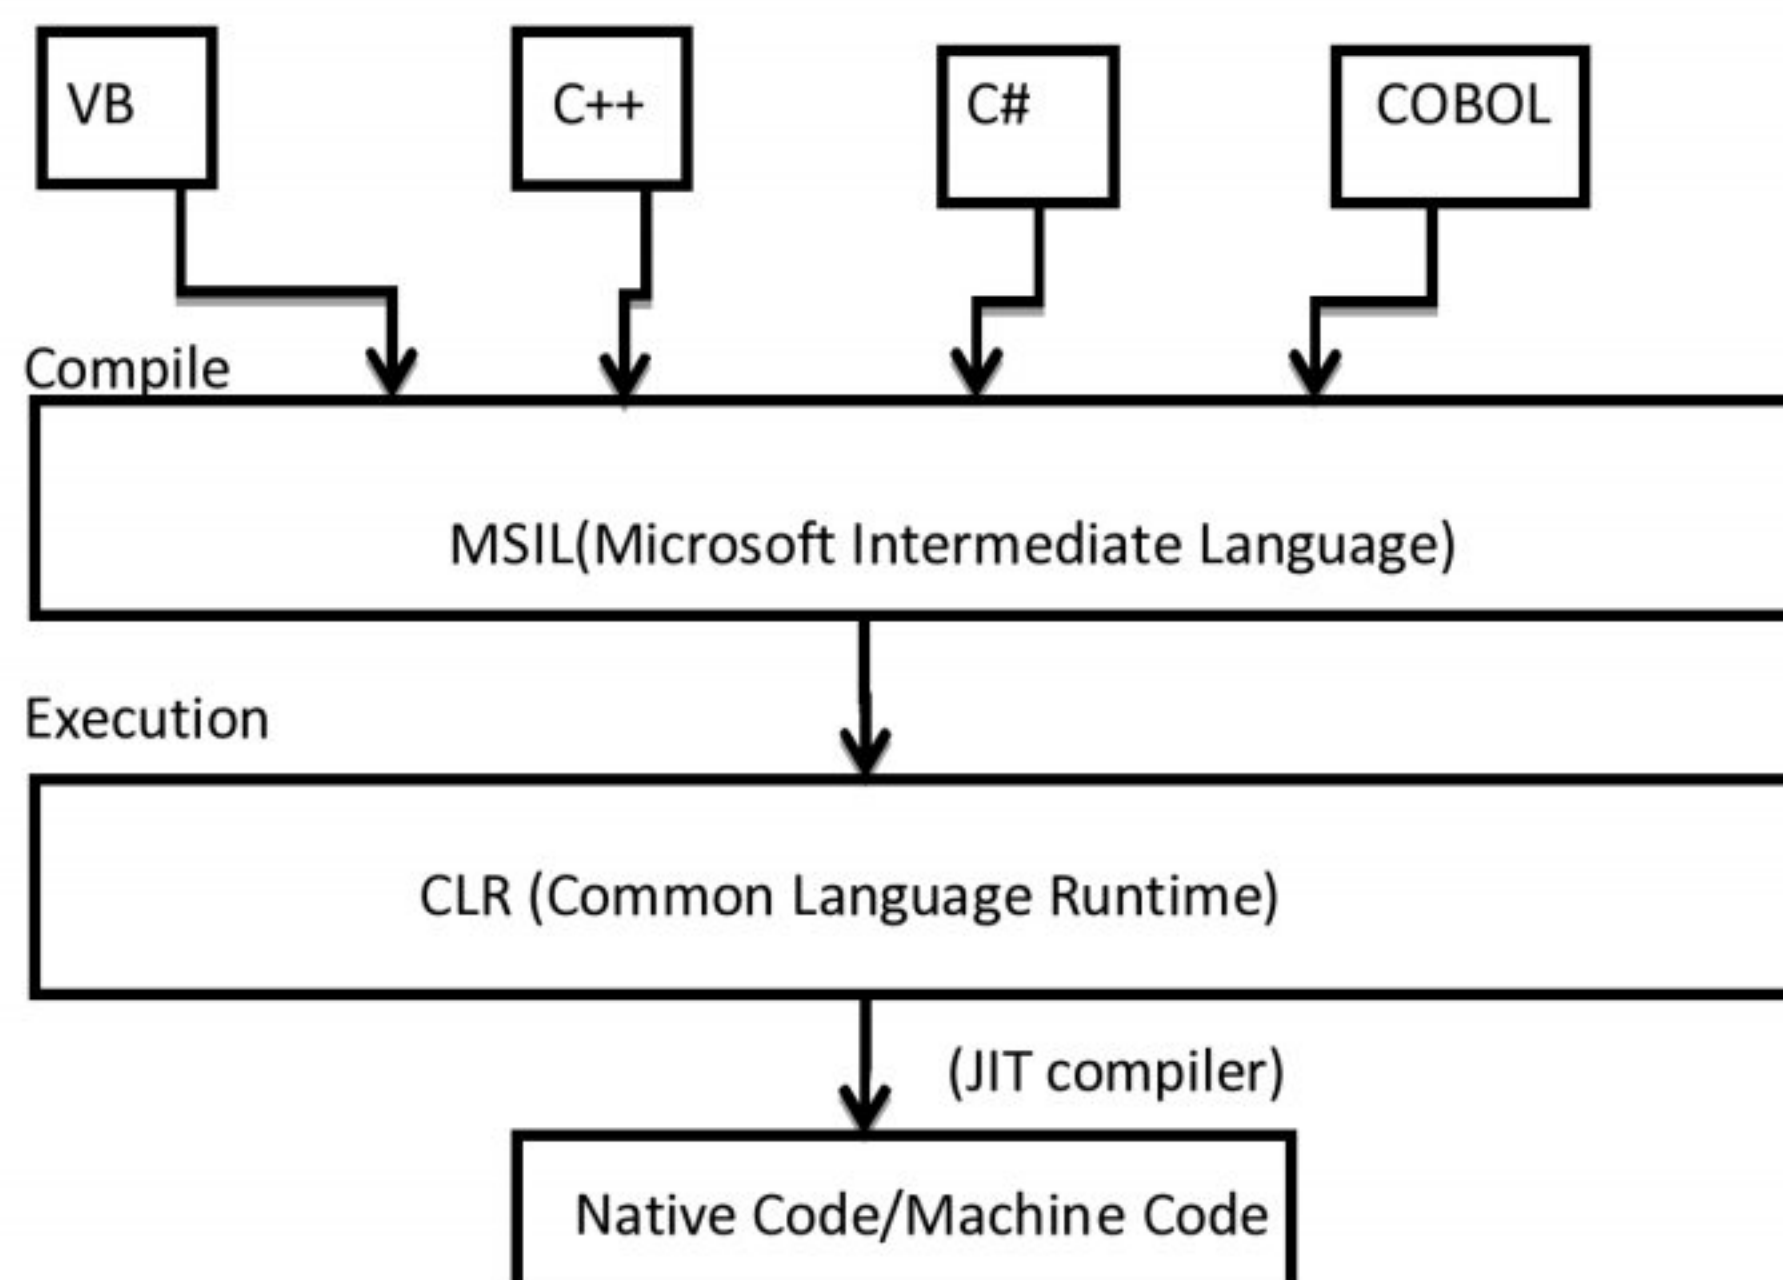 VB
C++
C#
COBOL
Compile
MSIL(Microsoft Intermediate Language)
Execution
CLR (Common Language Runtime)
(JIT compiler)
Native Code/Machine Code